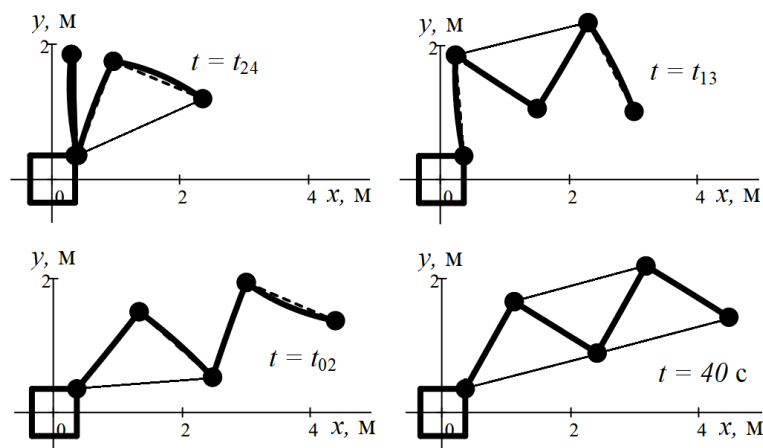 y, м
2
t = t₂₄
0 2 4 x, м
y, м
2
t = t₁₃
0 2 4 x, м
y, м
2
t = t₀₂
0 2 4 x, м
y, м
2
t = 40 с
0 2 4 x, м